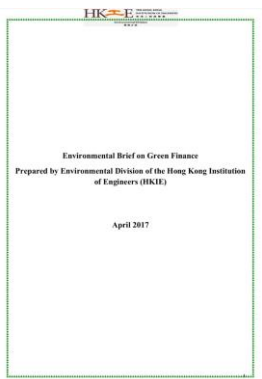 HKIE
Environmental Brief on Green Finance
Prepared by Environmental Division of the Hong Kong Institution
of Engineers (HKIE)
April 2017